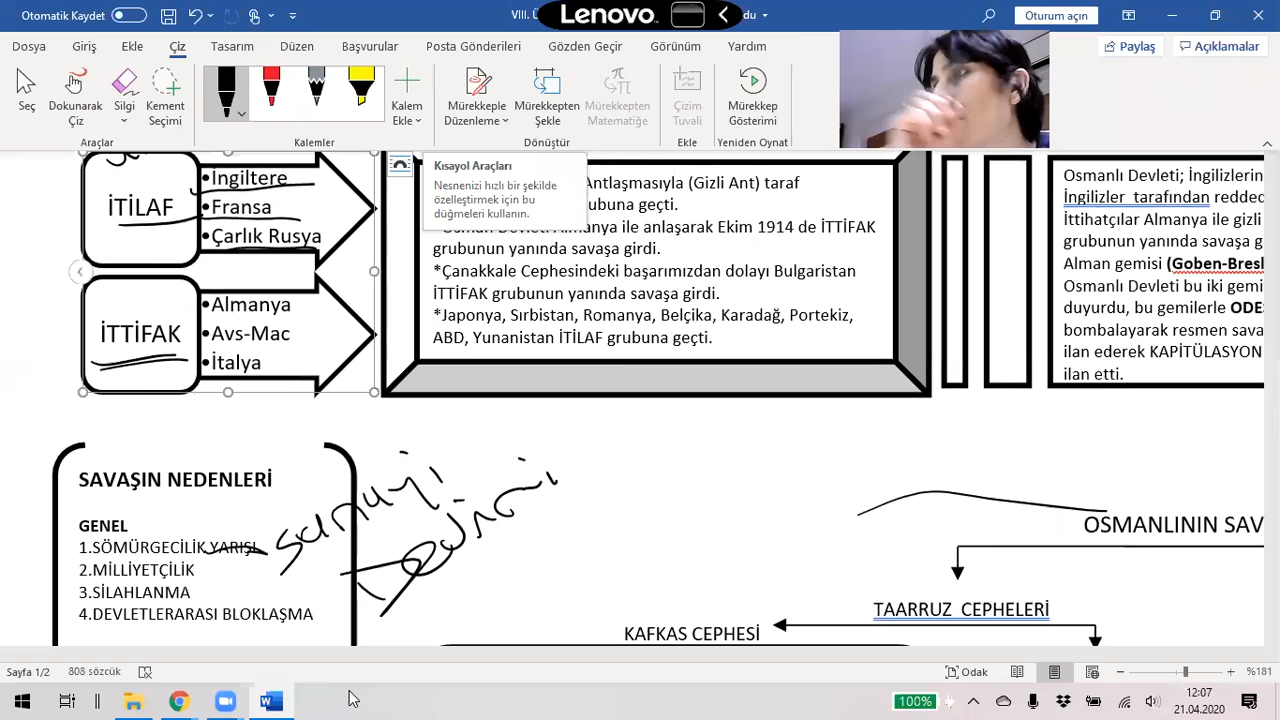 Otomatik Kaydet
VIII. Ü
Lenovo
du
Oturum açın
Dosya
Giriş
Ekle
Çiz
Tasarım
Düzen
Başvurular
Posta Gönderileri
Gözden Geçir
Görünüm
Yardım
Paylaş
Açıklamalar
Seç
Dokunarak
Çiz
Silgi
Kement
Seçimi
Kalem
Ekle
Mürekkeple
Düzenleme
Mürekkepten
Şekle
Mürekkepten
Matematiğe
Çizim
Tuvali
Mürekkep
Gösterimi
Araçlar
Kalemler
Dönüştür
Ekle
Yeniden Oynat
Kısayol Araçları
Nesnenizi hızlı bir şekilde
özelleştirmek için bu
düğmeleri kullanın.
İTİLAF
•İngiltere
•Fransa
•Çarlık Rusya
İTTİFAK
•Almanya
•Avs-Mac
•İtalya
Antlaşmasıyla (Gizli Ant) taraf
ubuna geçti.
Osman Devleti Almanya ile anlaşarak Ekim 1914 de İTTİFAK
grubunun yanında savaşa girdi.
*Çanakkale Cephesindeki başarımızdan dolayı Bulgaristan
İTTİFAK grubunun yanında savaşa girdi.
*Japonya, Sırbistan, Romanya, Belçika, Karadağ, Portekiz,
ABD, Yunanistan İTİLAF grubuna geçti.
Osmanlı Devleti; İngilizlerin
İngilizler tarafından redded
İttihatçılar Almanya ile gizli
grubunun yanında savaşa g
Alman gemisi (Goben-Bresl
Osmanlı Devleti bu iki gemi
duyurdu, bu gemilerle ODES
bombalayarak resmen sava
ilan ederek KAPİTÜLASYON
ilan etti.
SAVAŞIN NEDENLERİ
GENEL
1.SÖMÜRGECİLİK YARIŞI
2.MİLLİYETÇİLİK
3.SİLAHLANMA
4.DEVLETLERARASI BLOKLAŞMA
sanayi
OSMANLININ SAV
TAARRUZ CEPHELERİ
KAFKAS CEPHESİ
Sayfa 1/2
808 sözcük
Odak
%181
100%
12:07
21.04.2020